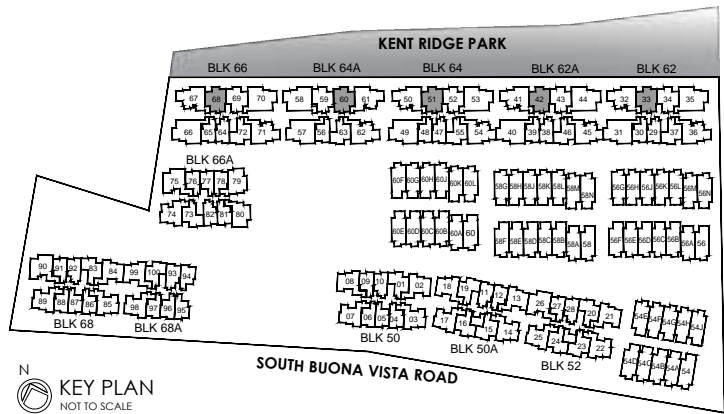 KENT RIDGE PARK
BLK 66 BLK 64A BLK 64 BLK 62A BLK 62
67 68 69 70 58 59 60 61 50 51 52 53 41 42 43 44 32 33 34 35
66 65 64 72 71 57 56 63 62 49 48 47 55 54 40 39 38 46 45 31 30 29 37 36
BLK 66A
75 76 77 78 79 60F 60G 60H 60J 60K 60L 58G 58H 58J 58K 58L 58M 58N 56G 56H 56J 56K 56L 56M 56N
74 73 82 81 80 60E 60D 60C 60B 60A 60 58F 58E 58D 58C 58B 58A 58 56F 56E 56D 56C 56B 56A 56
90 91 92 83 84 99 100 93 94 08 09 10 01 02 18 19 11 12 13 26 27 28 20 21 54E 54F 54G 54H 54J
89 88 87 86 85 98 97 96 95 07 06 05 04 03 17 16 15 14 25 24 23 22 54D 54C 54B 54A 54
BLK 68 BLK 68A BLK 50 BLK 50A BLK 52
SOUTH BUONA VISTA ROAD
N
KEY PLAN
NOT TO SCALE